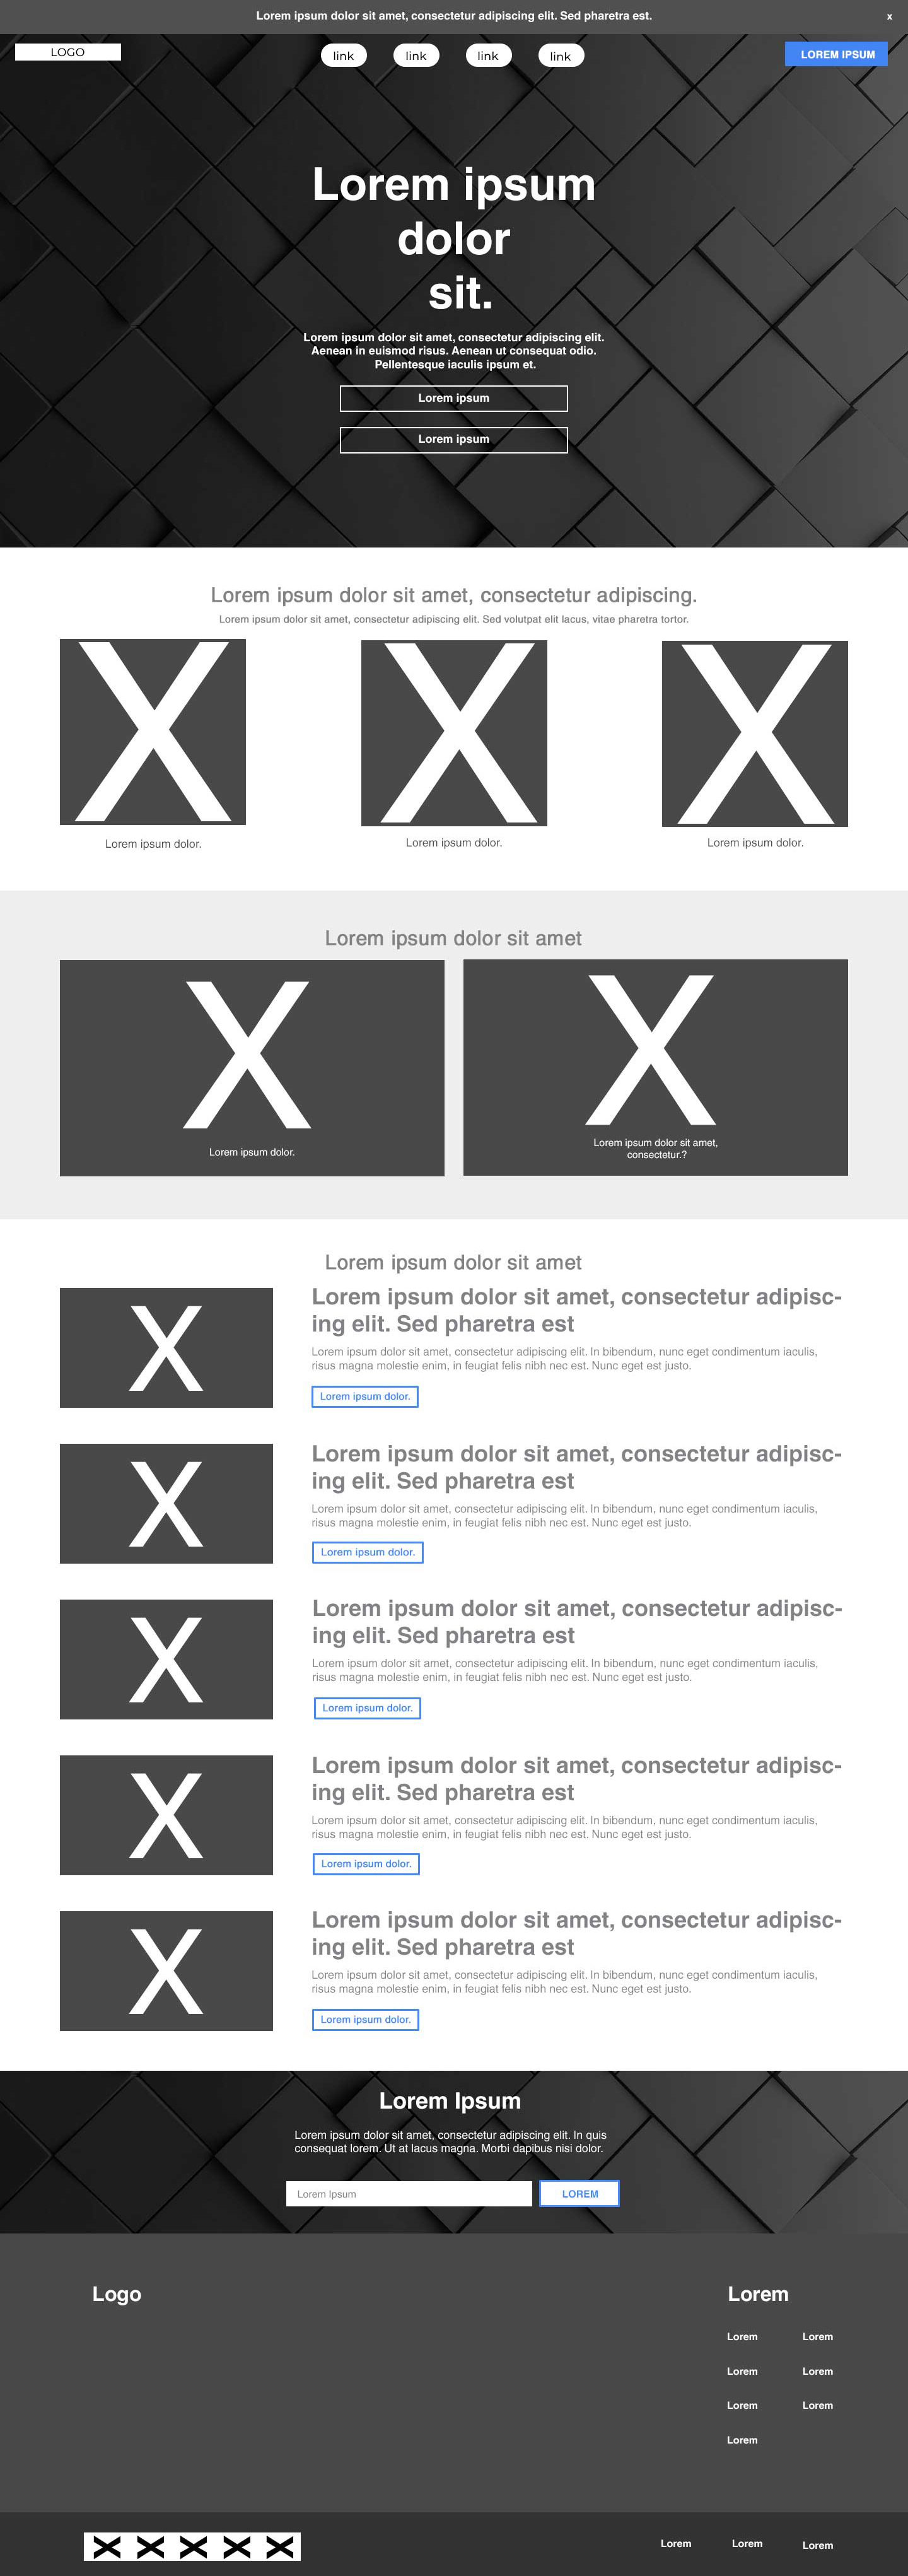 Lorem ipsum dolor sit amet, consectetur adipiscing elit. Sed pharetra est.
x
LOGO
link
link
link
link
LOREM IPSUM
Lorem ipsum
dolor
sit.
Lorem ipsum dolor sit amet, consectetur adipiscing elit.
Aenean in euismod risus. Aenean ut consequat odio.
Pellentesque iaculis ipsum et.
Lorem ipsum
Lorem ipsum
Lorem ipsum dolor sit amet, consectetur adipiscing.
Lorem ipsum dolor sit amet, consectetur adipiscing elit. Sed volutpat elit lacus, vitae pharetra tortor.
X
X
X
Lorem ipsum dolor.
Lorem ipsum dolor.
Lorem ipsum dolor.
Lorem ipsum dolor sit amet
X
Lorem ipsum dolor.
X
Lorem ipsum dolor sit amet,
consectetur.?
Lorem ipsum dolor sit amet
X
Lorem ipsum dolor sit amet, consectetur adipisc-
ing elit. Sed pharetra est
Lorem ipsum dolor sit amet, consectetur adipiscing elit. In bibendum, nunc eget condimentum iaculis,
risus magna molestie enim, in feugiat felis nibh nec est. Nunc eget est justo.
Lorem ipsum dolor.
X
Lorem ipsum dolor sit amet, consectetur adipisc-
ing elit. Sed pharetra est
Lorem ipsum dolor sit amet, consectetur adipiscing elit. In bibendum, nunc eget condimentum iaculis,
risus magna molestie enim, in feugiat felis nibh nec est. Nunc eget est justo.
Lorem ipsum dolor.
X
Lorem ipsum dolor sit amet, consectetur adipisc-
ing elit. Sed pharetra est
Lorem ipsum dolor sit amet, consectetur adipiscing elit. In bibendum, nunc eget condimentum iaculis,
risus magna molestie enim, in feugiat felis nibh nec est. Nunc eget est justo.
Lorem ipsum dolor.
X
Lorem ipsum dolor sit amet, consectetur adipisc-
ing elit. Sed pharetra est
Lorem ipsum dolor sit amet, consectetur adipiscing elit. In bibendum, nunc eget condimentum iaculis,
risus magna molestie enim, in feugiat felis nibh nec est. Nunc eget est justo.
Lorem ipsum dolor.
X
Lorem ipsum dolor sit amet, consectetur adipisc-
ing elit. Sed pharetra est
Lorem ipsum dolor sit amet, consectetur adipiscing elit. In bibendum, nunc eget condimentum iaculis,
risus magna molestie enim, in feugiat felis nibh nec est. Nunc eget est justo.
Lorem ipsum dolor.
Lorem Ipsum
Lorem ipsum dolor sit amet, consectetur adipiscing elit. In quis
consequat lorem. Ut at lacus magna. Morbi dapibus nisi dolor.
Lorem Ipsum
LOREM
Logo
Lorem
Lorem
Lorem
Lorem
Lorem
Lorem
Lorem
Lorem
X X X X X
Lorem
Lorem
Lorem